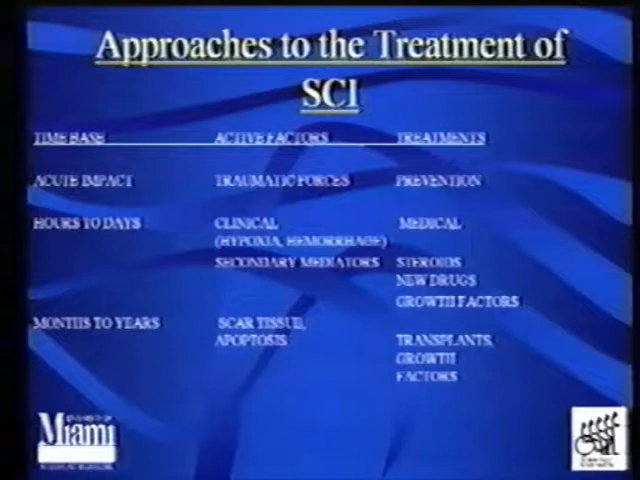 Approaches to the Treatment of
SCI
TIME BASE ACTIVE FACTORS TREATMENTS
ACUTE IMPACT TRAUMATIC FORCES PREVENTION
HOURS TO DAYS CLINICAL MEDICAL
(HYPOXIA, HEMORRHAGE)
SECONDARY MEDIATORS STEROIDS
NEW DRUGS
GROWTH FACTORS
MONTHS TO YEARS SCAR TISSUE,
APOPTOSIS TRANSPLANTS,
GROWTH
FACTORS
Miami